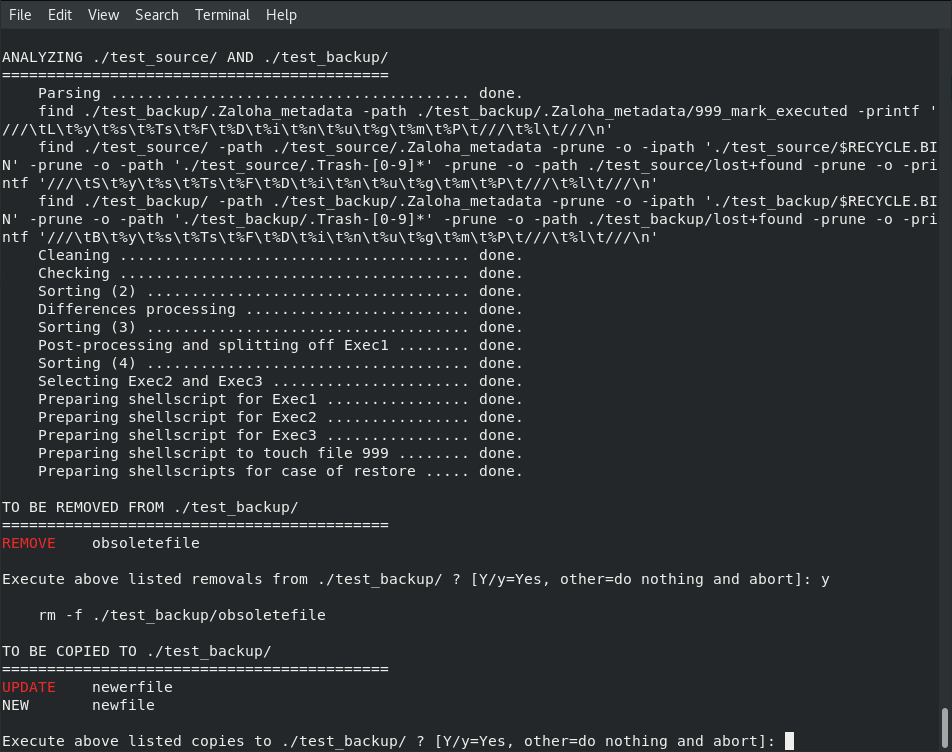 File Edit View Search Terminal Help
ANALYZING ./test_source/ AND ./test_backup/
===========================================
    Parsing ........................................ done.
    find ./test_backup/.Zaloha_metadata -path ./test_backup/.Zaloha_metadata/999_mark_executed -printf '
///\tL\t%y\t%s\t%Ts\t%F\t%D\t%i\t%n\t%u\t%g\t%m\t%P\t///\t%l\t///\n'
    find ./test_source/ -path ./test_source/.Zaloha_metadata -prune -o -ipath './test_source/$RECYCLE.BI
N' -prune -o -path './test_source/.Trash-[0-9]*' -prune -o -path ./test_source/lost+found -prune -o -pri
ntf '///\tS\t%y\t%s\t%Ts\t%F\t%D\t%i\t%n\t%u\t%g\t%m\t%P\t///\t%l\t///\n'
    find ./test_backup/ -path ./test_backup/.Zaloha_metadata -prune -o -ipath './test_backup/$RECYCLE.BI
N' -prune -o -path './test_backup/.Trash-[0-9]*' -prune -o -path ./test_backup/lost+found -prune -o -pri
ntf '///\tB\t%y\t%s\t%Ts\t%F\t%D\t%i\t%n\t%u\t%g\t%m\t%P\t///\t%l\t///\n'
    Cleaning ....................................... done.
    Checking ....................................... done.
    Sorting (2) .................................... done.
    Differences processing ......................... done.
    Sorting (3) .................................... done.
    Post-processing and splitting off Exec1 ........ done.
    Sorting (4) .................................... done.
    Selecting Exec2 and Exec3 ...................... done.
    Preparing shellscript for Exec1 ................ done.
    Preparing shellscript for Exec2 ................ done.
    Preparing shellscript for Exec3 ................ done.
    Preparing shellscript to touch file 999 ........ done.
    Preparing shellscripts for case of restore ..... done.
TO BE REMOVED FROM ./test_backup/
===========================================
REMOVE    obsoletefile
Execute above listed removals from ./test_backup/ ? [Y/y=Yes, other=do nothing and abort]: y
    rm -f ./test_backup/obsoletefile
TO BE COPIED TO ./test_backup/
===========================================
UPDATE    newerfile
NEW       newfile
Execute above listed copies to ./test_backup/ ? [Y/y=Yes, other=do nothing and abort]: